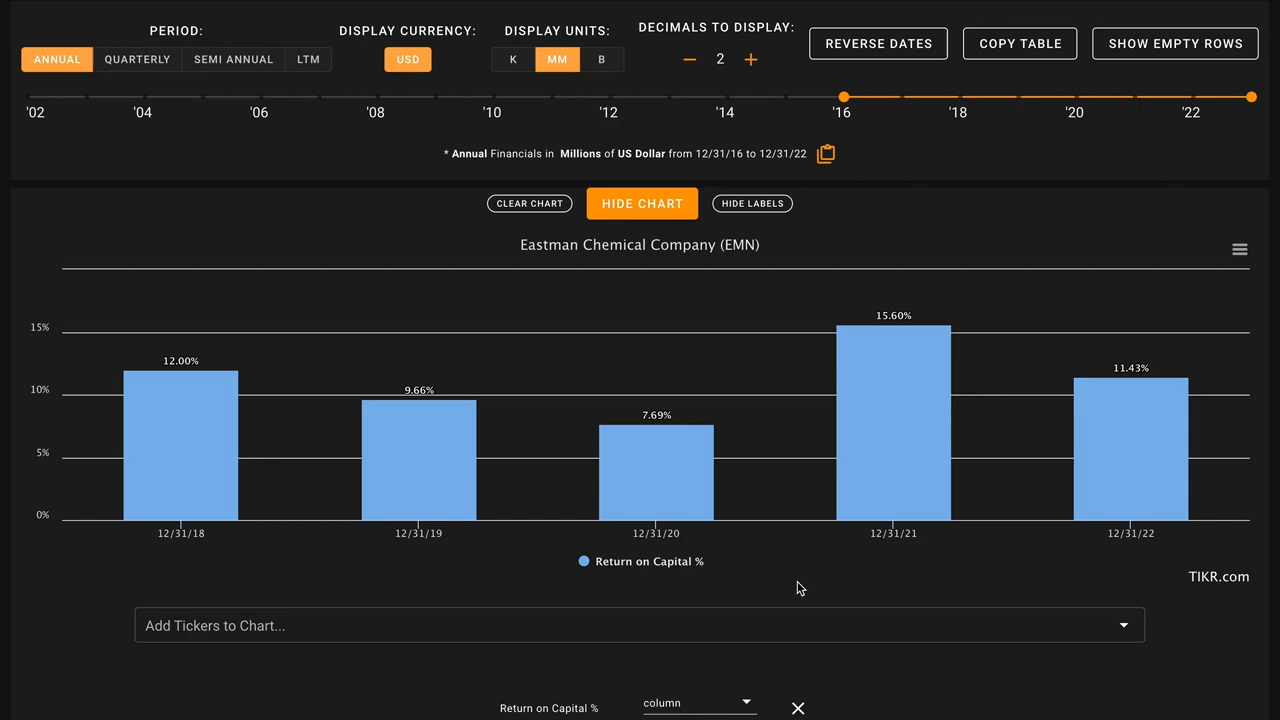 PERIOD:
DISPLAY CURRENCY:
DISPLAY UNITS:
DECIMALS TO DISPLAY:
ANNUAL QUARTERLY SEMI ANNUAL LTM
USD
K MM B
− 2 +
REVERSE DATES
COPY TABLE
SHOW EMPTY ROWS
'02 '04 '06 '08 '10 '12 '14 '16 '18 '20 '22
* Annual Financials in Millions of US Dollar from 12/31/16 to 12/31/22
CLEAR CHART
HIDE CHART
HIDE LABELS
Eastman Chemical Company (EMN)
15%
10%
5%
0%
12.00%
9.66%
7.69%
15.60%
11.43%
12/31/18 12/31/19 12/31/20 12/31/21 12/31/22
Return on Capital %
TIKR.com
Add Tickers to Chart...
Return on Capital % column